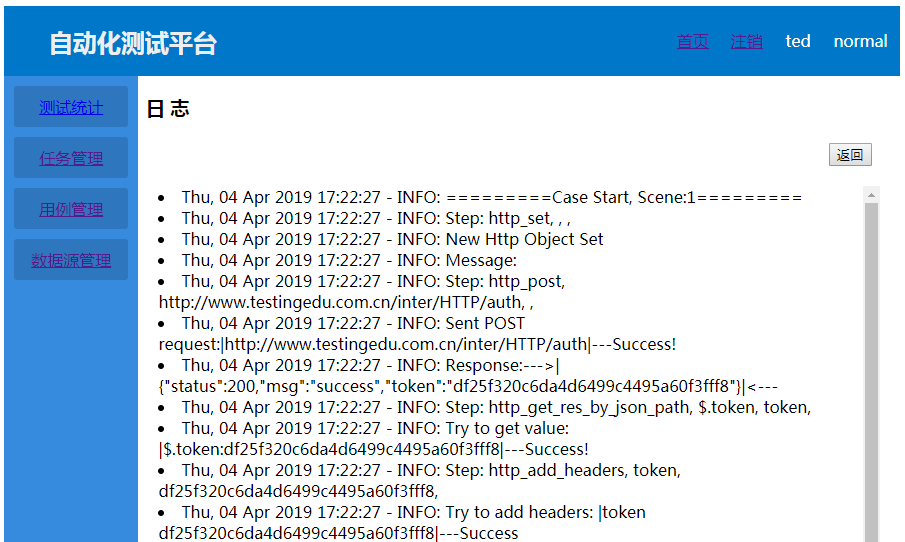 自动化测试平台
首页 注销 ted normal
测试统计
任务管理
用例管理
数据源管理
日 志
返回
• Thu, 04 Apr 2019 17:22:27 - INFO: =========Case Start, Scene:1=========
• Thu, 04 Apr 2019 17:22:27 - INFO: Step: http_set, , ,
• Thu, 04 Apr 2019 17:22:27 - INFO: New Http Object Set
• Thu, 04 Apr 2019 17:22:27 - INFO: Message:
• Thu, 04 Apr 2019 17:22:27 - INFO: Step: http_post,
http://www.testingedu.com.cn/inter/HTTP/auth, ,
• Thu, 04 Apr 2019 17:22:27 - INFO: Sent POST
request:|http://www.testingedu.com.cn/inter/HTTP/auth|---Success!
• Thu, 04 Apr 2019 17:22:27 - INFO: Response:--->|
{"status":200,"msg":"success","token":"df25f320c6da4d6499c4495a60f3fff8"}|<---
• Thu, 04 Apr 2019 17:22:27 - INFO: Step: http_get_res_by_json_path, $.token, token,
• Thu, 04 Apr 2019 17:22:27 - INFO: Try to get value:
|$.token:df25f320c6da4d6499c4495a60f3fff8|---Success!
• Thu, 04 Apr 2019 17:22:27 - INFO: Step: http_add_headers, token,
df25f320c6da4d6499c4495a60f3fff8,
• Thu, 04 Apr 2019 17:22:27 - INFO: Try to add headers: |token
df25f320c6da4d6499c4495a60f3fff8|---Success